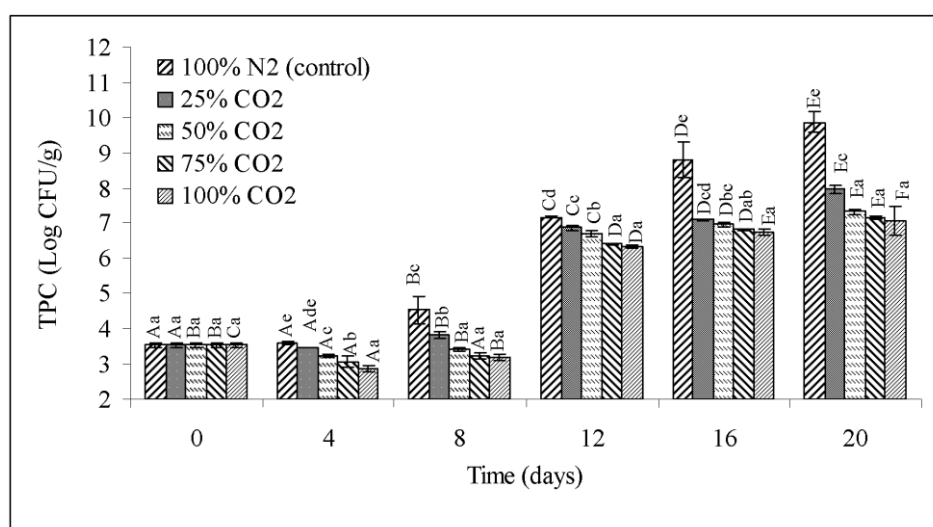 12
11
10
9
8
7
6
5
4
3
2
TPC (Log CFU/g)
100% N2 (control)
25% CO2
50% CO2
75% CO2
100% CO2
Aa Aa Ba Ba Ca
Ae Ade Ac Ab Aa
Bc Bb Ba Aa Ba
Cd Cc Cb Da Da
De Dcd Dbc Dab Ea
Ee Ec Ea Ea Fa
0 4 8 12 16 20
Time (days)